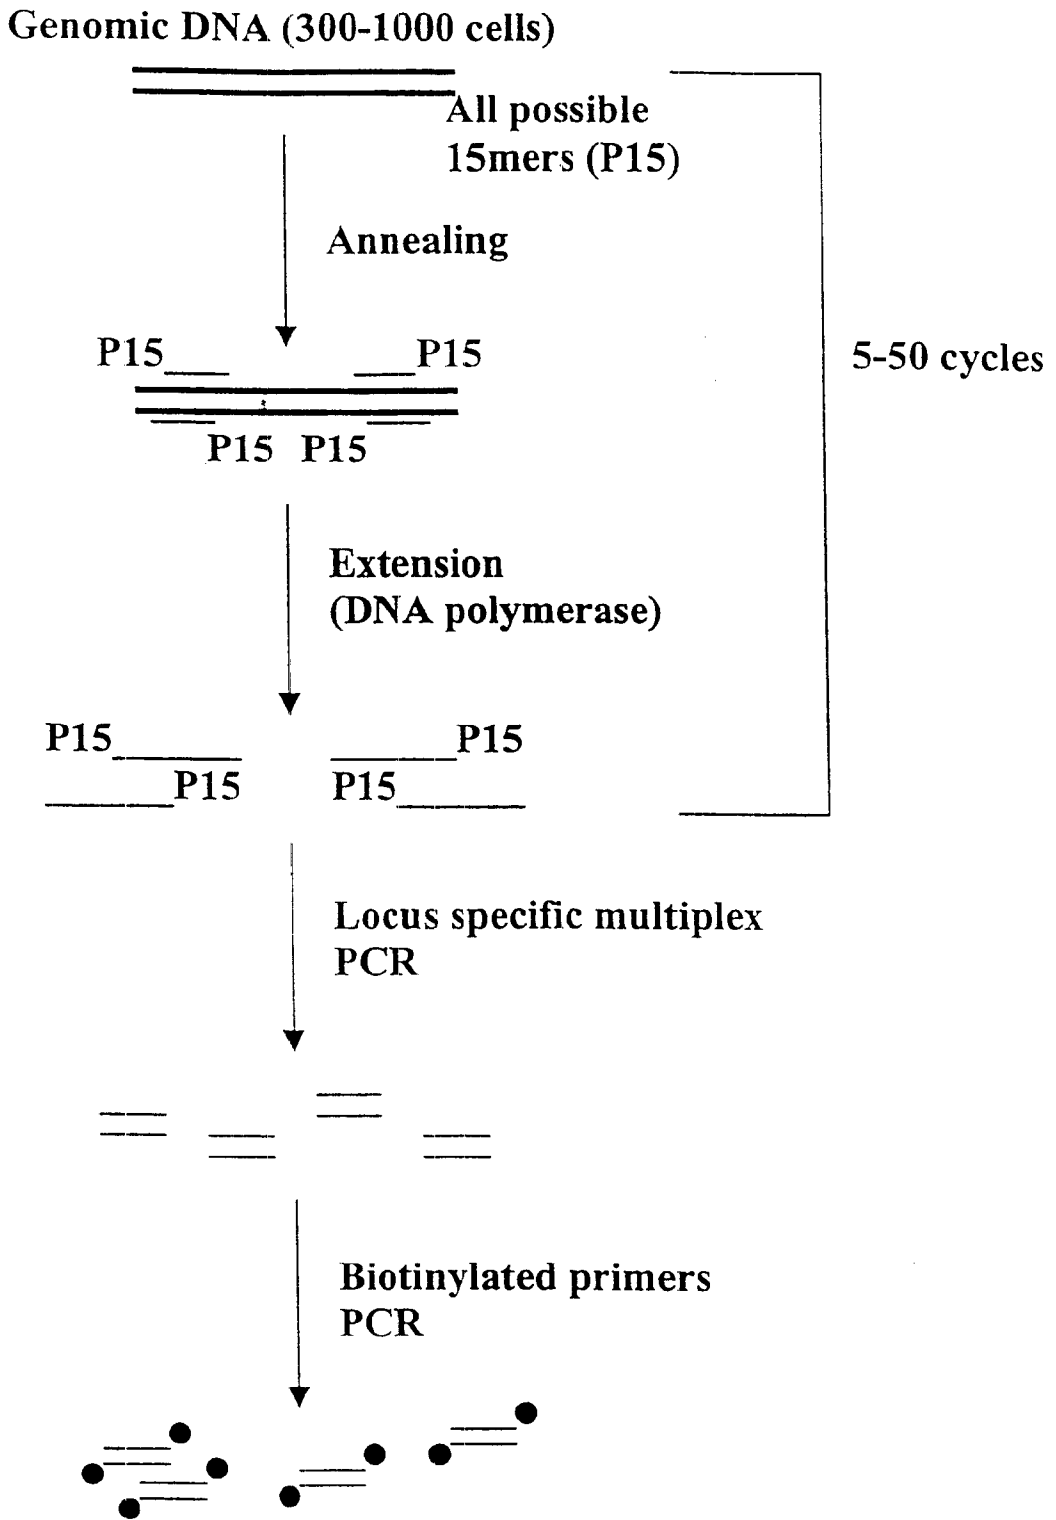 Genomic DNA (300-1000 cells)
All possible
15mers (P15)
Annealing
P15 P15
5-50 cycles
P15 P15
Extension
(DNA polymerase)
P15 P15
P15 P15
Locus specific multiplex
PCR
Biotinylated primers
PCR